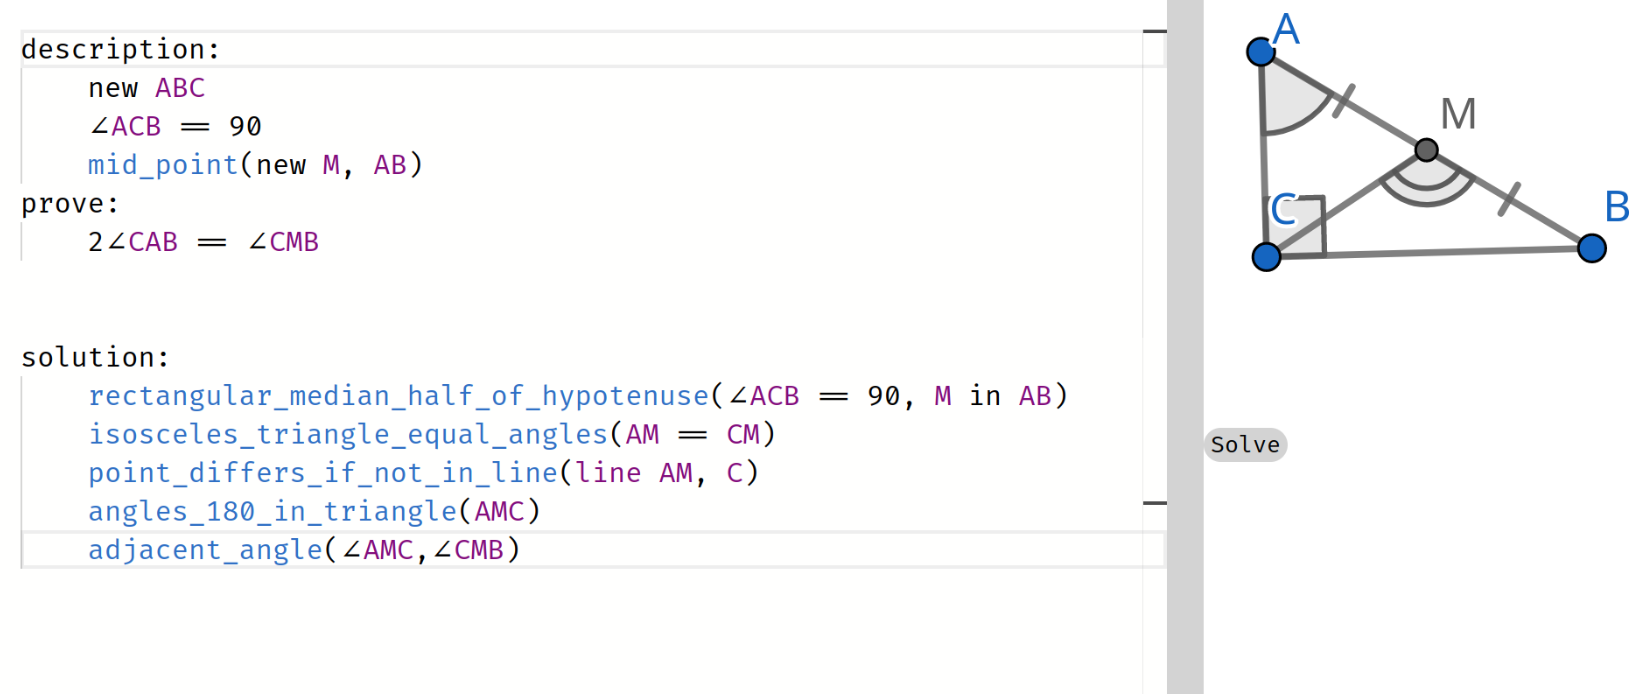 description:
new ABC
∠ACB == 90
mid_point(new M, AB)
prove:
2∠CAB == ∠CMB
solution:
rectangular_median_half_of_hypotenuse(∠ACB == 90, M in AB)
isosceles_triangle_equal_angles(AM == CM)
point_differs_if_not_in_line(line AM, C)
angles_180_in_triangle(AMC)
adjacent_angle(∠AMC,∠CMB)
A
M
C
B
Solve